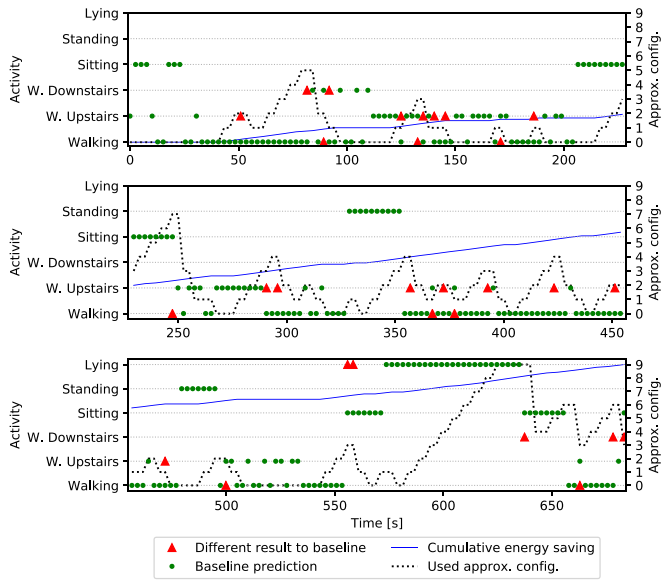 Lying
Standing
Sitting
W. Downstairs
W. Upstairs
Walking
Activity
9
8
7
6
5
4
3
2
1
0
Approx. config.
0 50 100 150 200
Standing
Sitting
W. Downstairs
W. Upstairs
Walking
Activity
9
8
7
6
5
4
3
2
1
0
Approx. config.
250 300 350 400 450
Lying
Standing
Sitting
W. Downstairs
W. Upstairs
Walking
Activity
9
8
7
6
5
4
3
2
1
0
Approx. config.
500 550 600 650
Time [s]
Different result to baseline
Baseline prediction
Cumulative energy saving
Used approx. config.